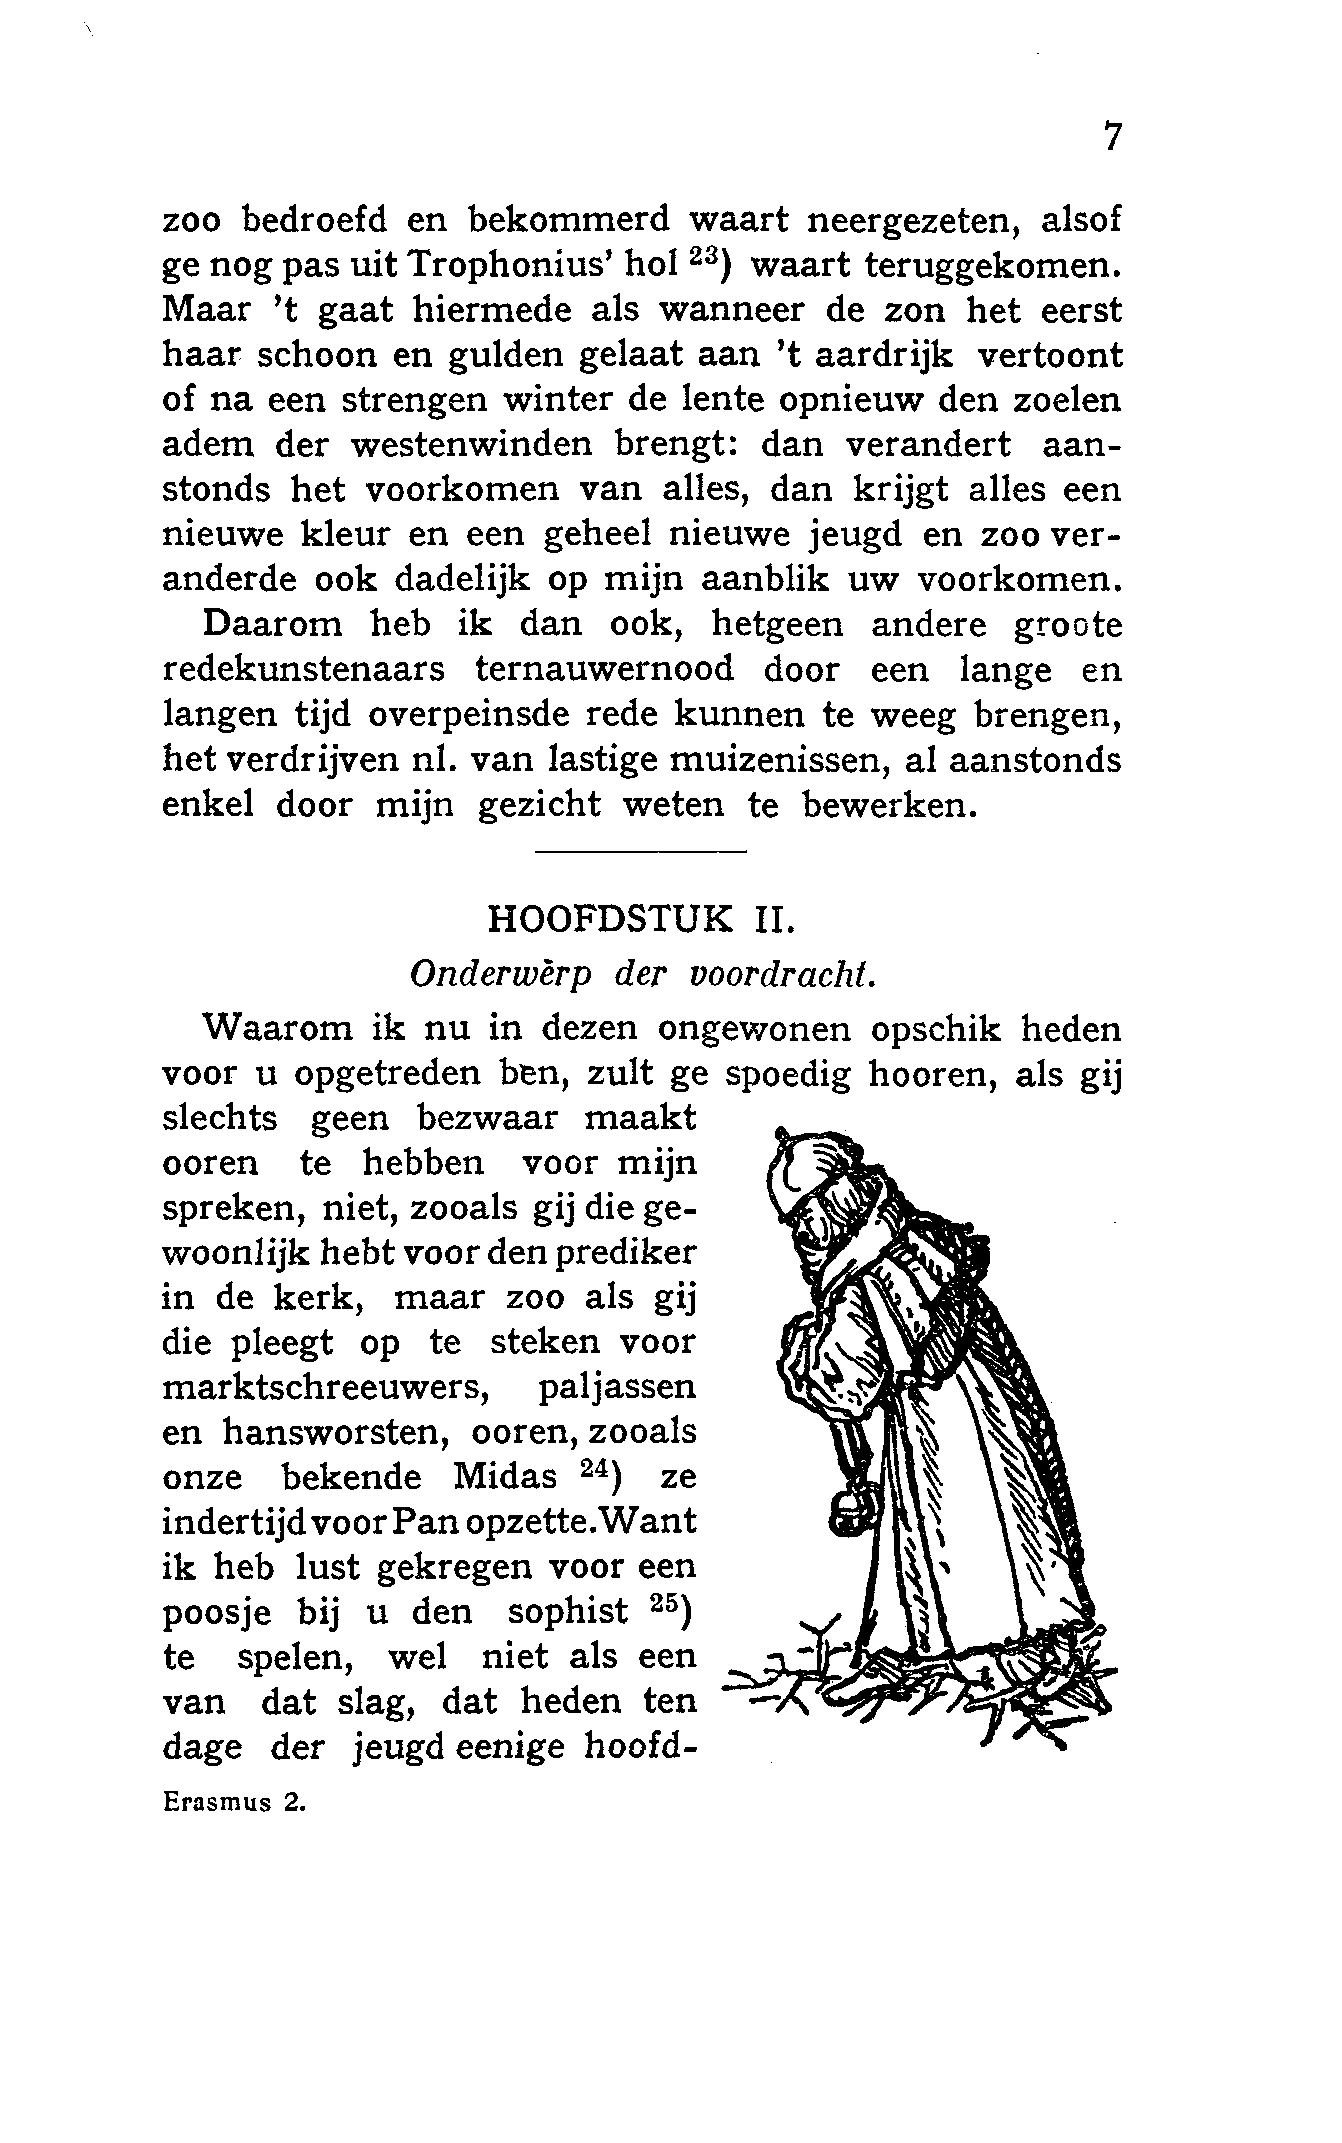 7
zoo bedroefd en bekommerd waart neergezeten, alsof
ge nog pas uit Trophonius' hol ²³) waart teruggekomen.
Maar 't gaat hiermede als wanneer de zon het eerst
haar schoon en gulden gelaat aan 't aardrijk vertoont
of na een strengen winter de lente opnieuw den zoelen
adem der westenwinden brengt: dan verandert aan-
stonds het voorkomen van alles, dan krijgt alles een
nieuwe kleur en een geheel nieuwe jeugd en zoo ver-
anderde ook dadelijk op mijn aanblik uw voorkomen.
Daarom heb ik dan ook, hetgeen andere groote
redekunstenaars ternauwernood door een lange en
langen tijd overpeinsde rede kunnen te weeg brengen,
het verdrijven nl. van lastige muizenissen, al aanstonds
enkel door mijn gezicht weten te bewerken.
HOOFDSTUK II.
Onderwèrp der voordracht.
Waarom ik nu in dezen ongewonen opschik heden
voor u opgetreden ben, zult ge spoedig hooren, als gij
slechts geen bezwaar maakt
ooren te hebben voor mijn
spreken, niet, zooals gij die ge-
woonlijk hebt voor den prediker
in de kerk, maar zoo als gij
die pleegt op te steken voor
marktschreeuwers, paljassen
en hansworsten, ooren, zooals
onze bekende Midas ²⁴) ze
indertijd voor Pan opzette. Want
ik heb lust gekregen voor een
poosje bij u den sophist ²⁵)
te spelen, wel niet als een
van dat slag, dat heden ten
dage der jeugd eenige hoofd-
Erasmus 2.